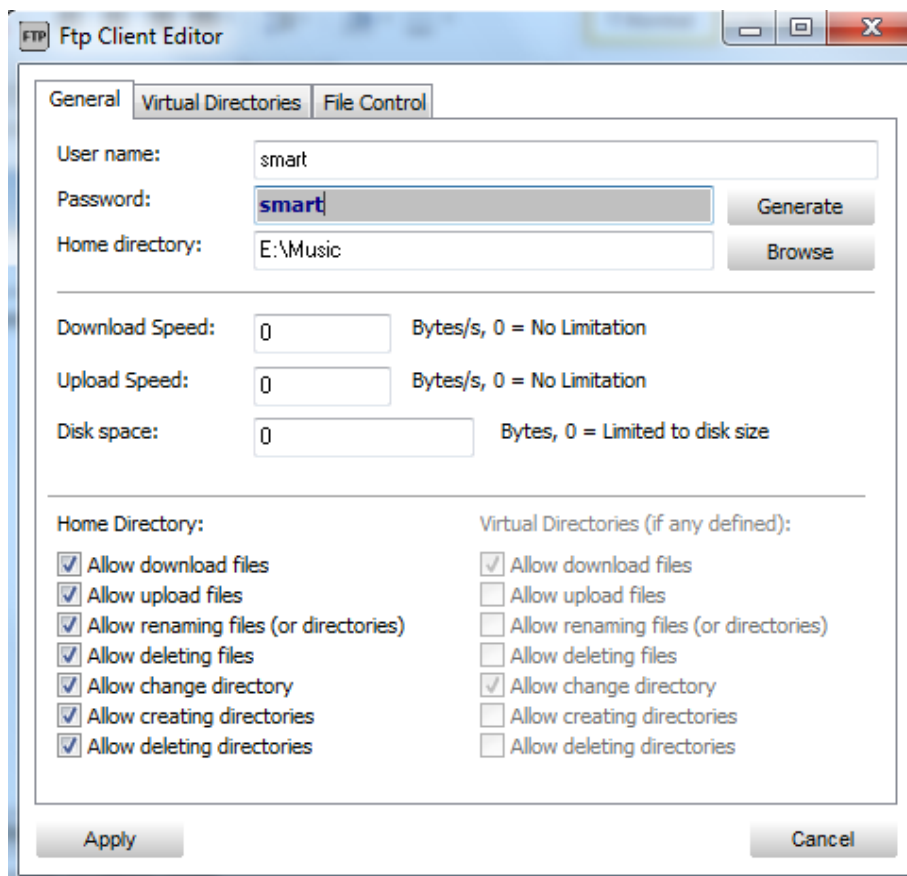 FTP Ftp Client Editor
General Virtual Directories File Control
User name: smart
Password: smart Generate
Home directory: E:\Music Browse
Download Speed: 0 Bytes/s, 0 = No Limitation
Upload Speed: 0 Bytes/s, 0 = No Limitation
Disk space: 0 Bytes, 0 = Limited to disk size
Home Directory: Virtual Directories (if any defined):
Allow download files Allow download files
Allow upload files Allow upload files
Allow renaming files (or directories) Allow renaming files (or directories)
Allow deleting files Allow deleting files
Allow change directory Allow change directory
Allow creating directories Allow creating directories
Allow deleting directories Allow deleting directories
Apply Cancel